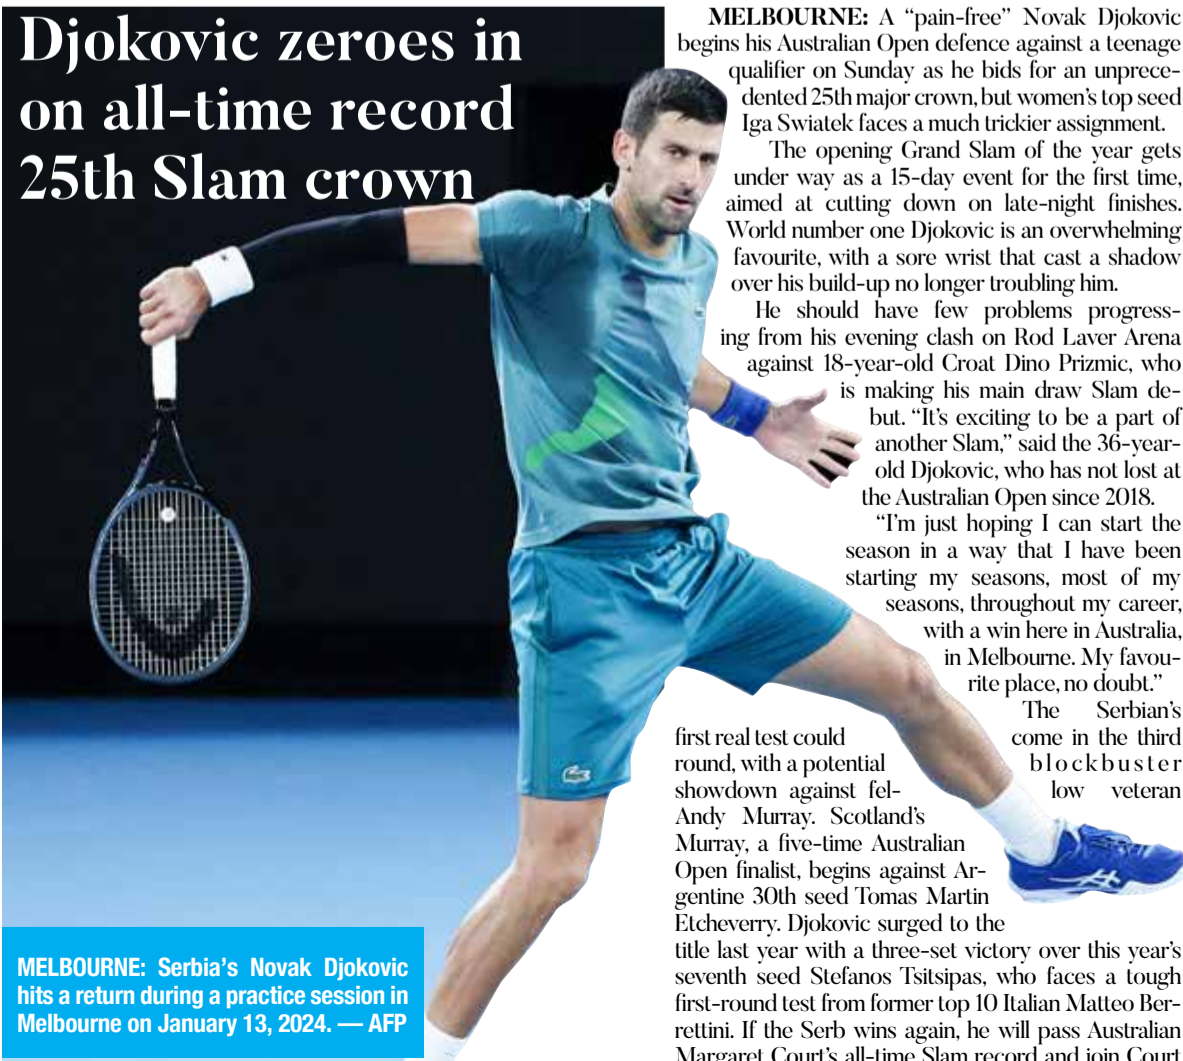 Djokovic zeroes in
on all-time record
25th Slam crown
MELBOURNE: A “pain-free” Novak Djokovic
begins his Australian Open defence against a teenage
qualifier on Sunday as he bids for an unprece-
dented 25th major crown, but women’s top seed
Iga Swiatek faces a much trickier assignment.
The opening Grand Slam of the year gets
under way as a 15-day event for the first time,
aimed at cutting down on late-night finishes.
World number one Djokovic is an overwhelming
favourite, with a sore wrist that cast a shadow
over his build-up no longer troubling him.
He should have few problems progress-
ing from his evening clash on Rod Laver Arena
against 18-year-old Croat Dino Prizmic, who
is making his main draw Slam de-
but. “It’s exciting to be a part of
another Slam,” said the 36-year-
old Djokovic, who has not lost at
the Australian Open since 2018.
“I’m just hoping I can start the
season in a way that I have been
starting my seasons, most of my
seasons, throughout my career,
with a win here in Australia,
in Melbourne. My favou-
rite place, no doubt.”
The Serbian’s
first real test could come in the third
round, with a potential blockbuster
showdown against fel- low veteran
Andy Murray. Scotland’s
Murray, a five-time Australian
Open finalist, begins against Ar-
gentine 30th seed Tomas Martin
Etcheverry. Djokovic surged to the
title last year with a three-set victory over this year’s
seventh seed Stefanos Tsitsipas, who faces a tough
first-round test from former top 10 Italian Matteo Ber-
rettini. If the Serb wins again, he will pass Australian
Margaret Court’s all-time Slam record and join Court
MELBOURNE: Serbia’s Novak Djokovic
hits a return during a practice session in
Melbourne on January 13, 2024. — AFP